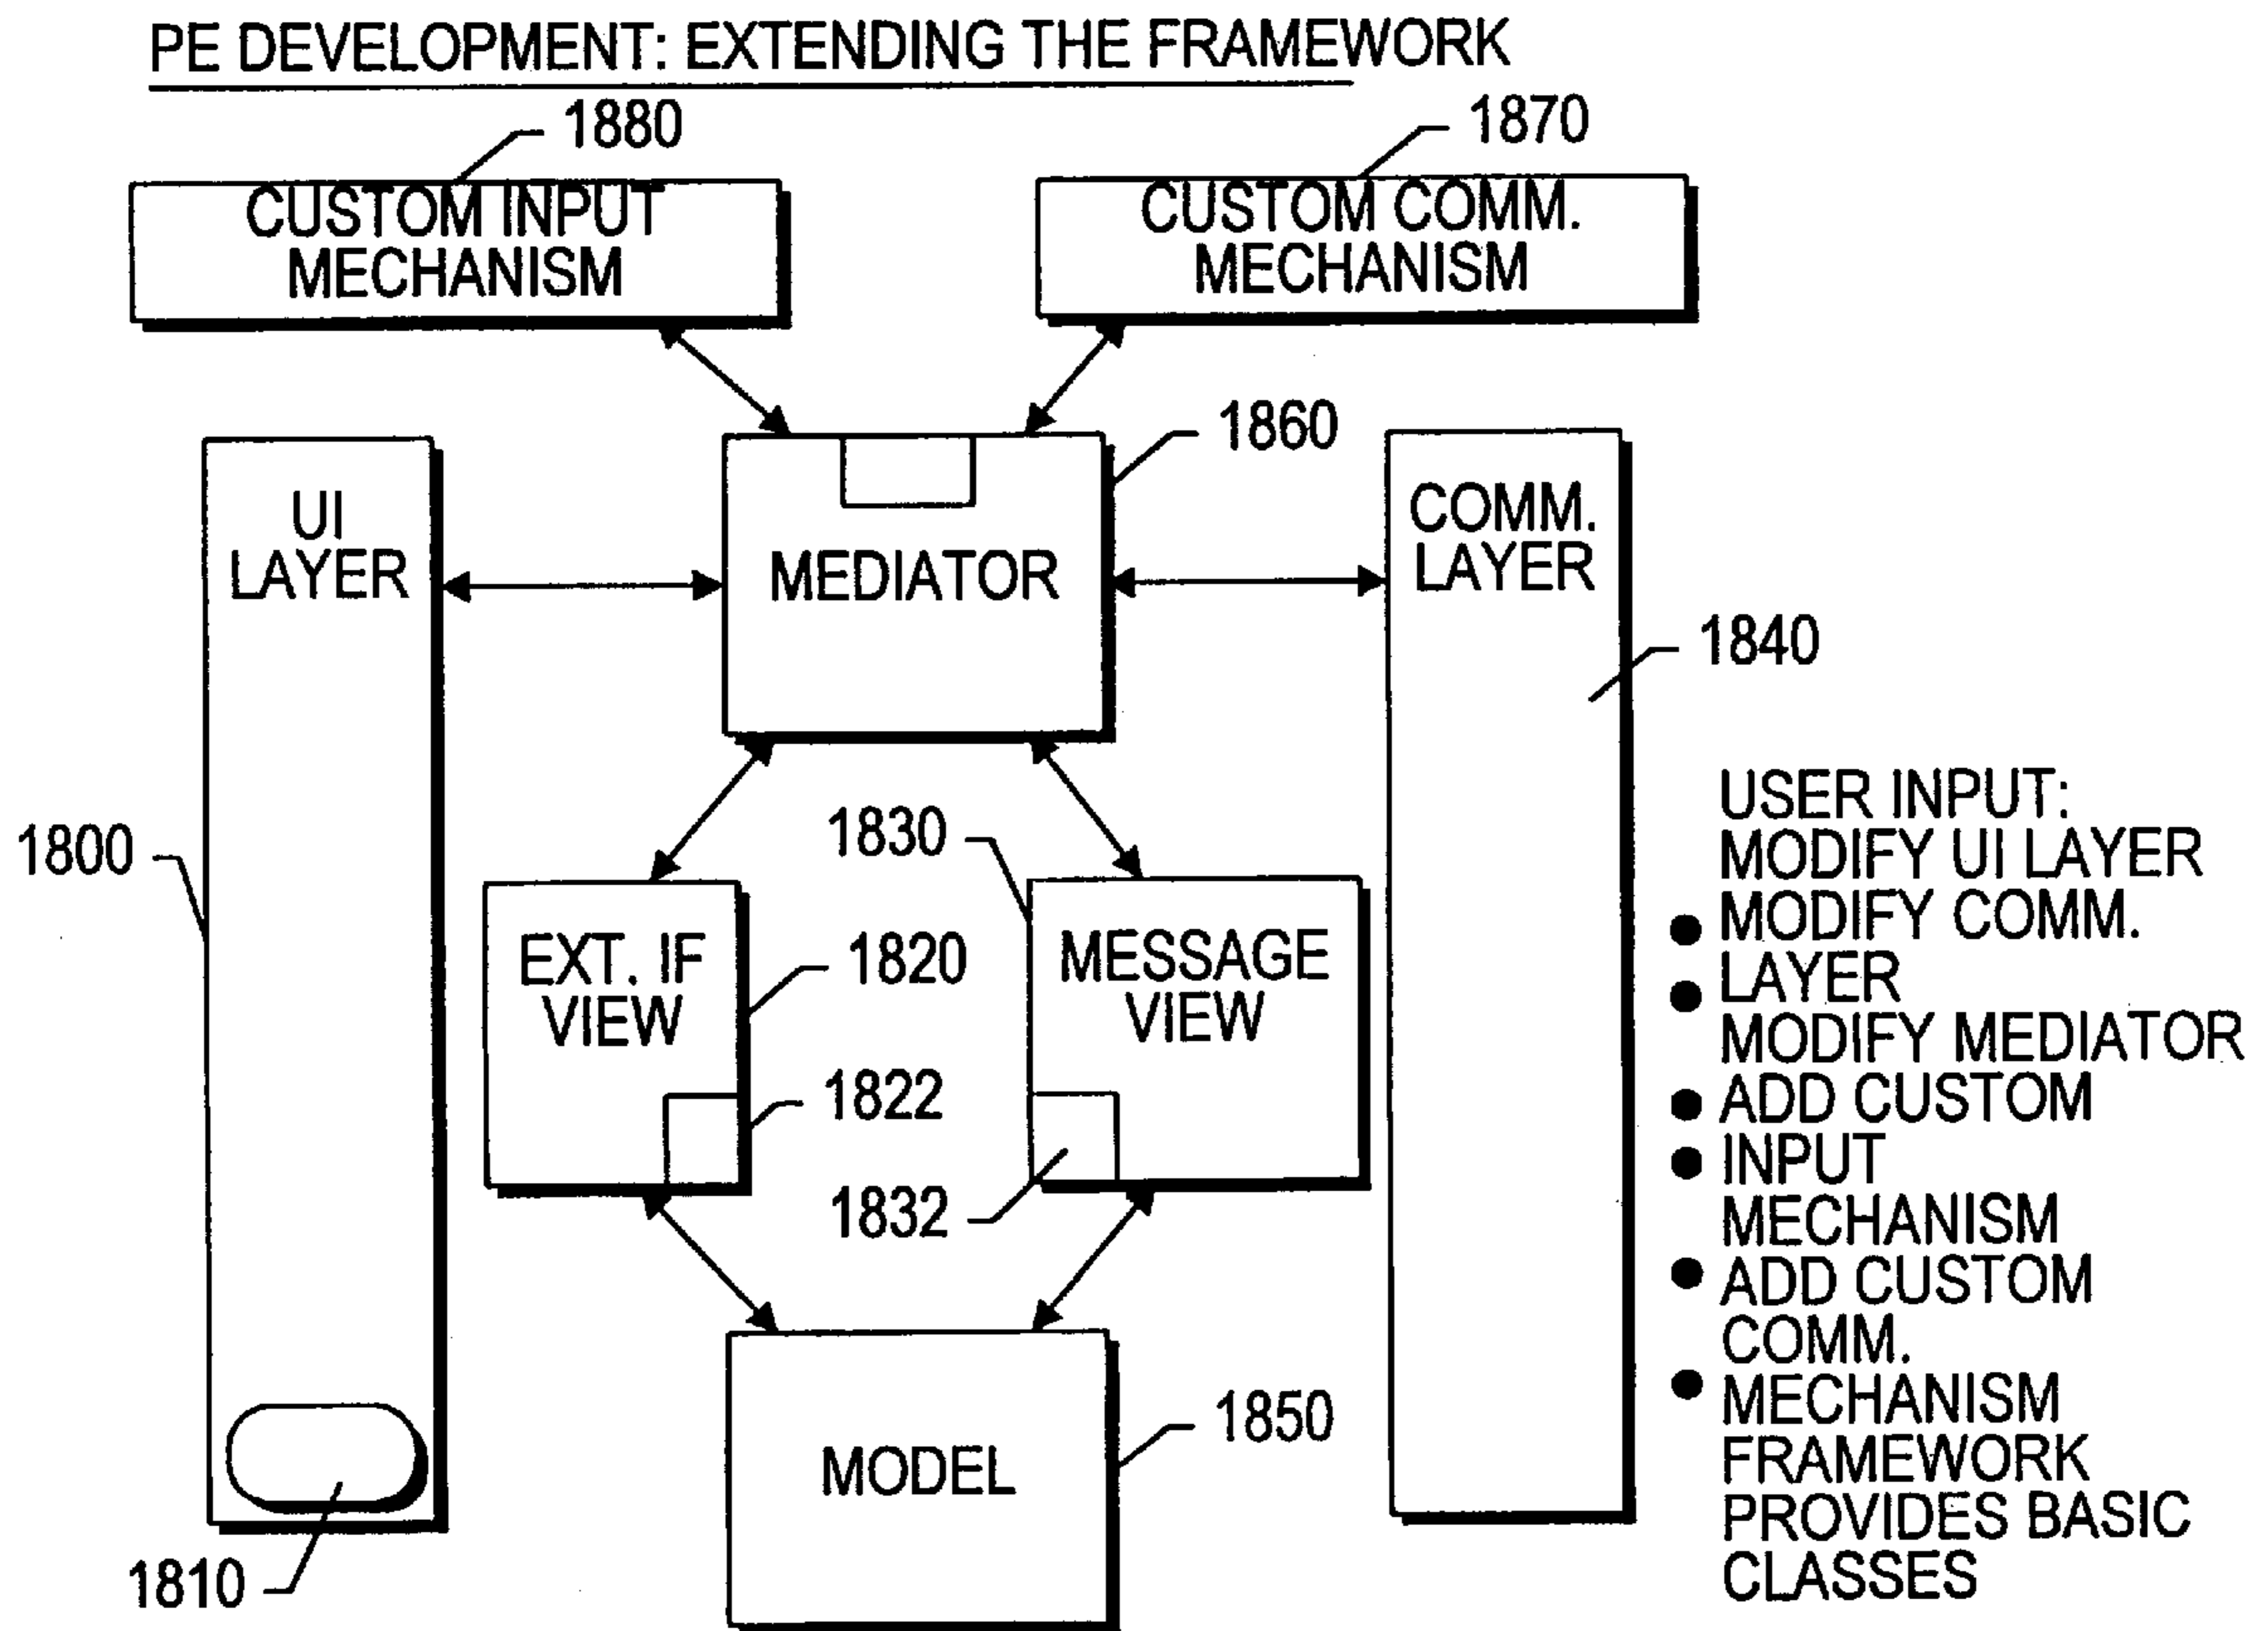 PE DEVELOPMENT: EXTENDING THE FRAMEWORK
1880
1870
CUSTOM INPUT
MECHANISM
CUSTOM COMM.
MECHANISM
1860
UI
LAYER
MEDIATOR
COMM.
LAYER
1840
1800
1830
EXT. IF
VIEW
1820
MESSAGE
VIEW
1822
1832
MODEL
1850
1810
USER INPUT:
MODIFY UI LAYER
● MODIFY COMM.
● LAYER
MODIFY MEDIATOR
● ADD CUSTOM
● INPUT
MECHANISM
● ADD CUSTOM
COMM.
● MECHANISM
FRAMEWORK
PROVIDES BASIC
CLASSES